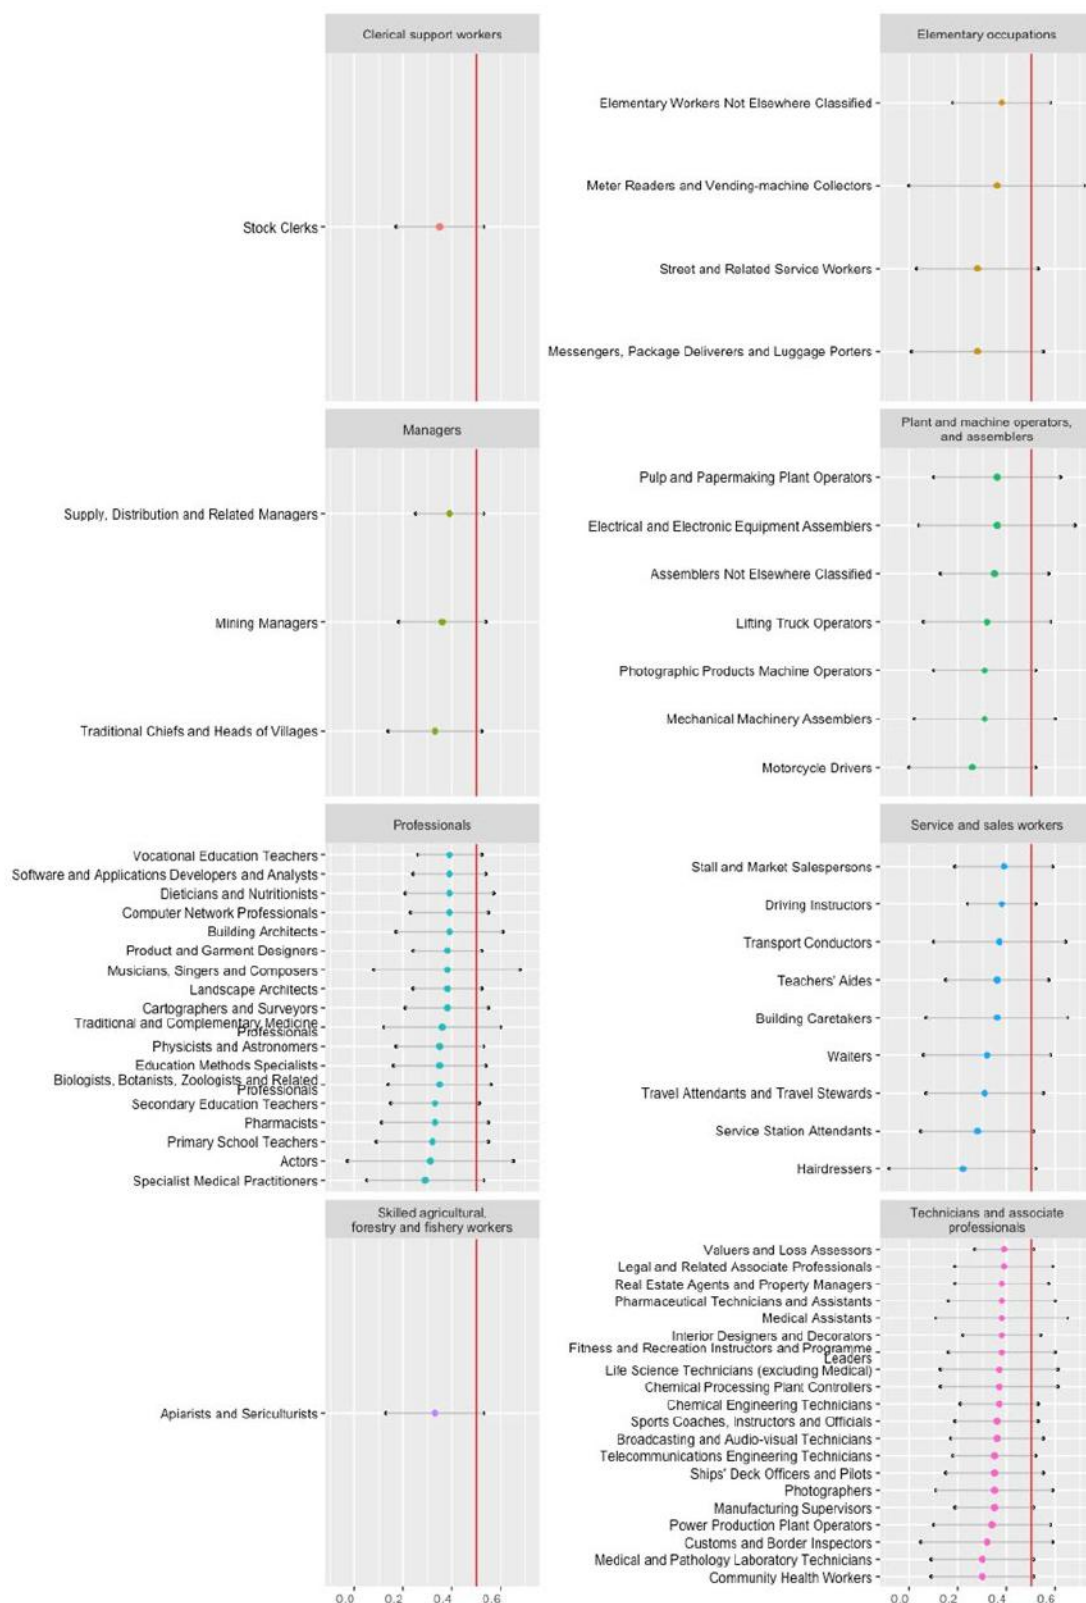 Clerical support workers
Stock Clerks
Elementary occupations
Elementary Workers Not Elsewhere Classified
Meter Readers and Vending-machine Collectors
Street and Related Service Workers
Messengers, Package Deliverers and Luggage Porters
Managers
Supply, Distribution and Related Managers
Mining Managers
Traditional Chiefs and Heads of Villages
Plant and machine operators,
and assemblers
Pulp and Papermaking Plant Operators
Electrical and Electronic Equipment Assemblers
Assemblers Not Elsewhere Classified
Lifting Truck Operators
Photographic Products Machine Operators
Mechanical Machinery Assemblers
Motorcycle Drivers
Professionals
Vocational Education Teachers
Software and Applications Developers and Analysts
Dieticians and Nutritionists
Computer Network Professionals
Building Architects
Product and Garment Designers
Musicians, Singers and Composers
Landscape Architects
Cartographers and Surveyors
Traditional and Complementary Medicine
Professionals
Physicists and Astronomers
Education Methods Specialists
Biologists, Botanists, Zoologists and Related
Professionals
Secondary Education Teachers
Pharmacists
Primary School Teachers
Actors
Specialist Medical Practitioners
Service and sales workers
Stall and Market Salespersons
Driving Instructors
Transport Conductors
Teachers' Aides
Building Caretakers
Waiters
Travel Attendants and Travel Stewards
Service Station Attendants
Hairdressers
Skilled agricultural,
forestry and fishery workers
Apiarists and Sericulturists
0.0 0.2 0.4 0.6
Technicians and associate
professionals
Valuers and Loss Assessors
Legal and Related Associate Professionals
Real Estate Agents and Property Managers
Pharmaceutical Technicians and Assistants
Medical Assistants
Interior Designers and Decorators
Fitness and Recreation Instructors and Programme
Leaders
Life Science Technicians (excluding Medical)
Chemical Processing Plant Controllers
Chemical Engineering Technicians
Sports Coaches, Instructors and Officials
Broadcasting and Audio-visual Technicians
Telecommunications Engineering Technicians
Ships' Deck Officers and Pilots
Photographers
Manufacturing Supervisors
Power Production Plant Operators
Customs and Border Inspectors
Medical and Pathology Laboratory Technicians
Community Health Workers
0.0 0.2 0.4 0.6